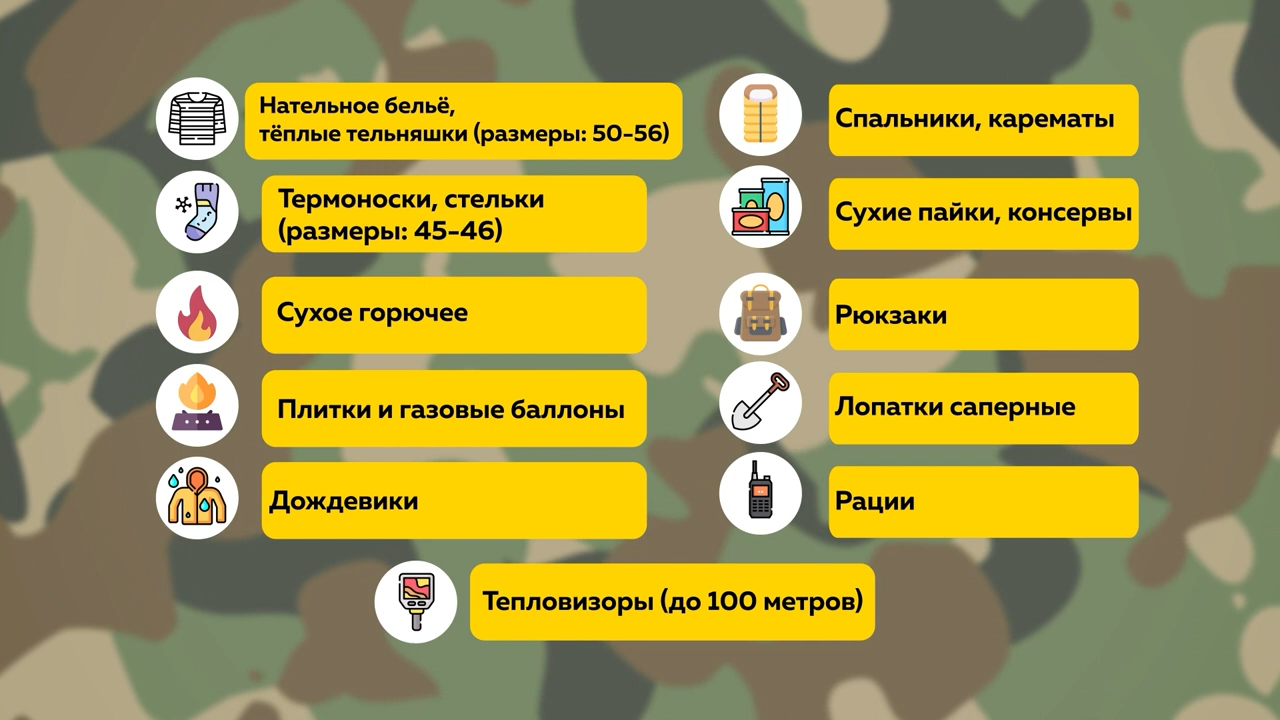 Нательное бельё,
тёплые тельняшки (размеры: 50-56)
Термоноски, стельки
(размеры: 45-46)
Сухое горючее
Плитки и газовые баллоны
Дождевики
Спальники, карематы
Сухие пайки, консервы
Рюкзаки
Лопатки саперные
Рации
Тепловизоры (до 100 метров)